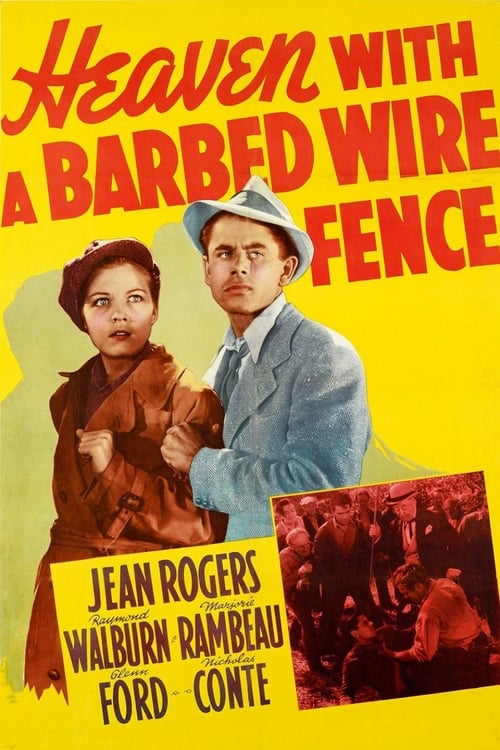 Heaven WITH
A BARBED WIRE
FENCE
JEAN ROGERS
Raymond Marjorie
WALBURN & RAMBEAU
Glenn Nicholas
FORD CONTE